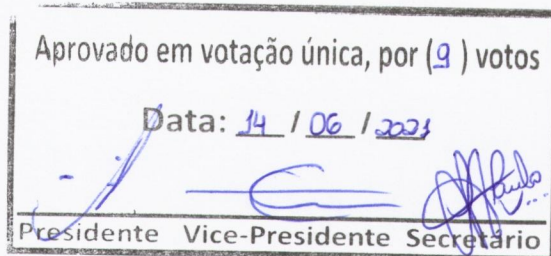 Aprovado em votação única, por (9) votos
Data: 14 / 06 / 2021
Presidente Vice-Presidente Secretário